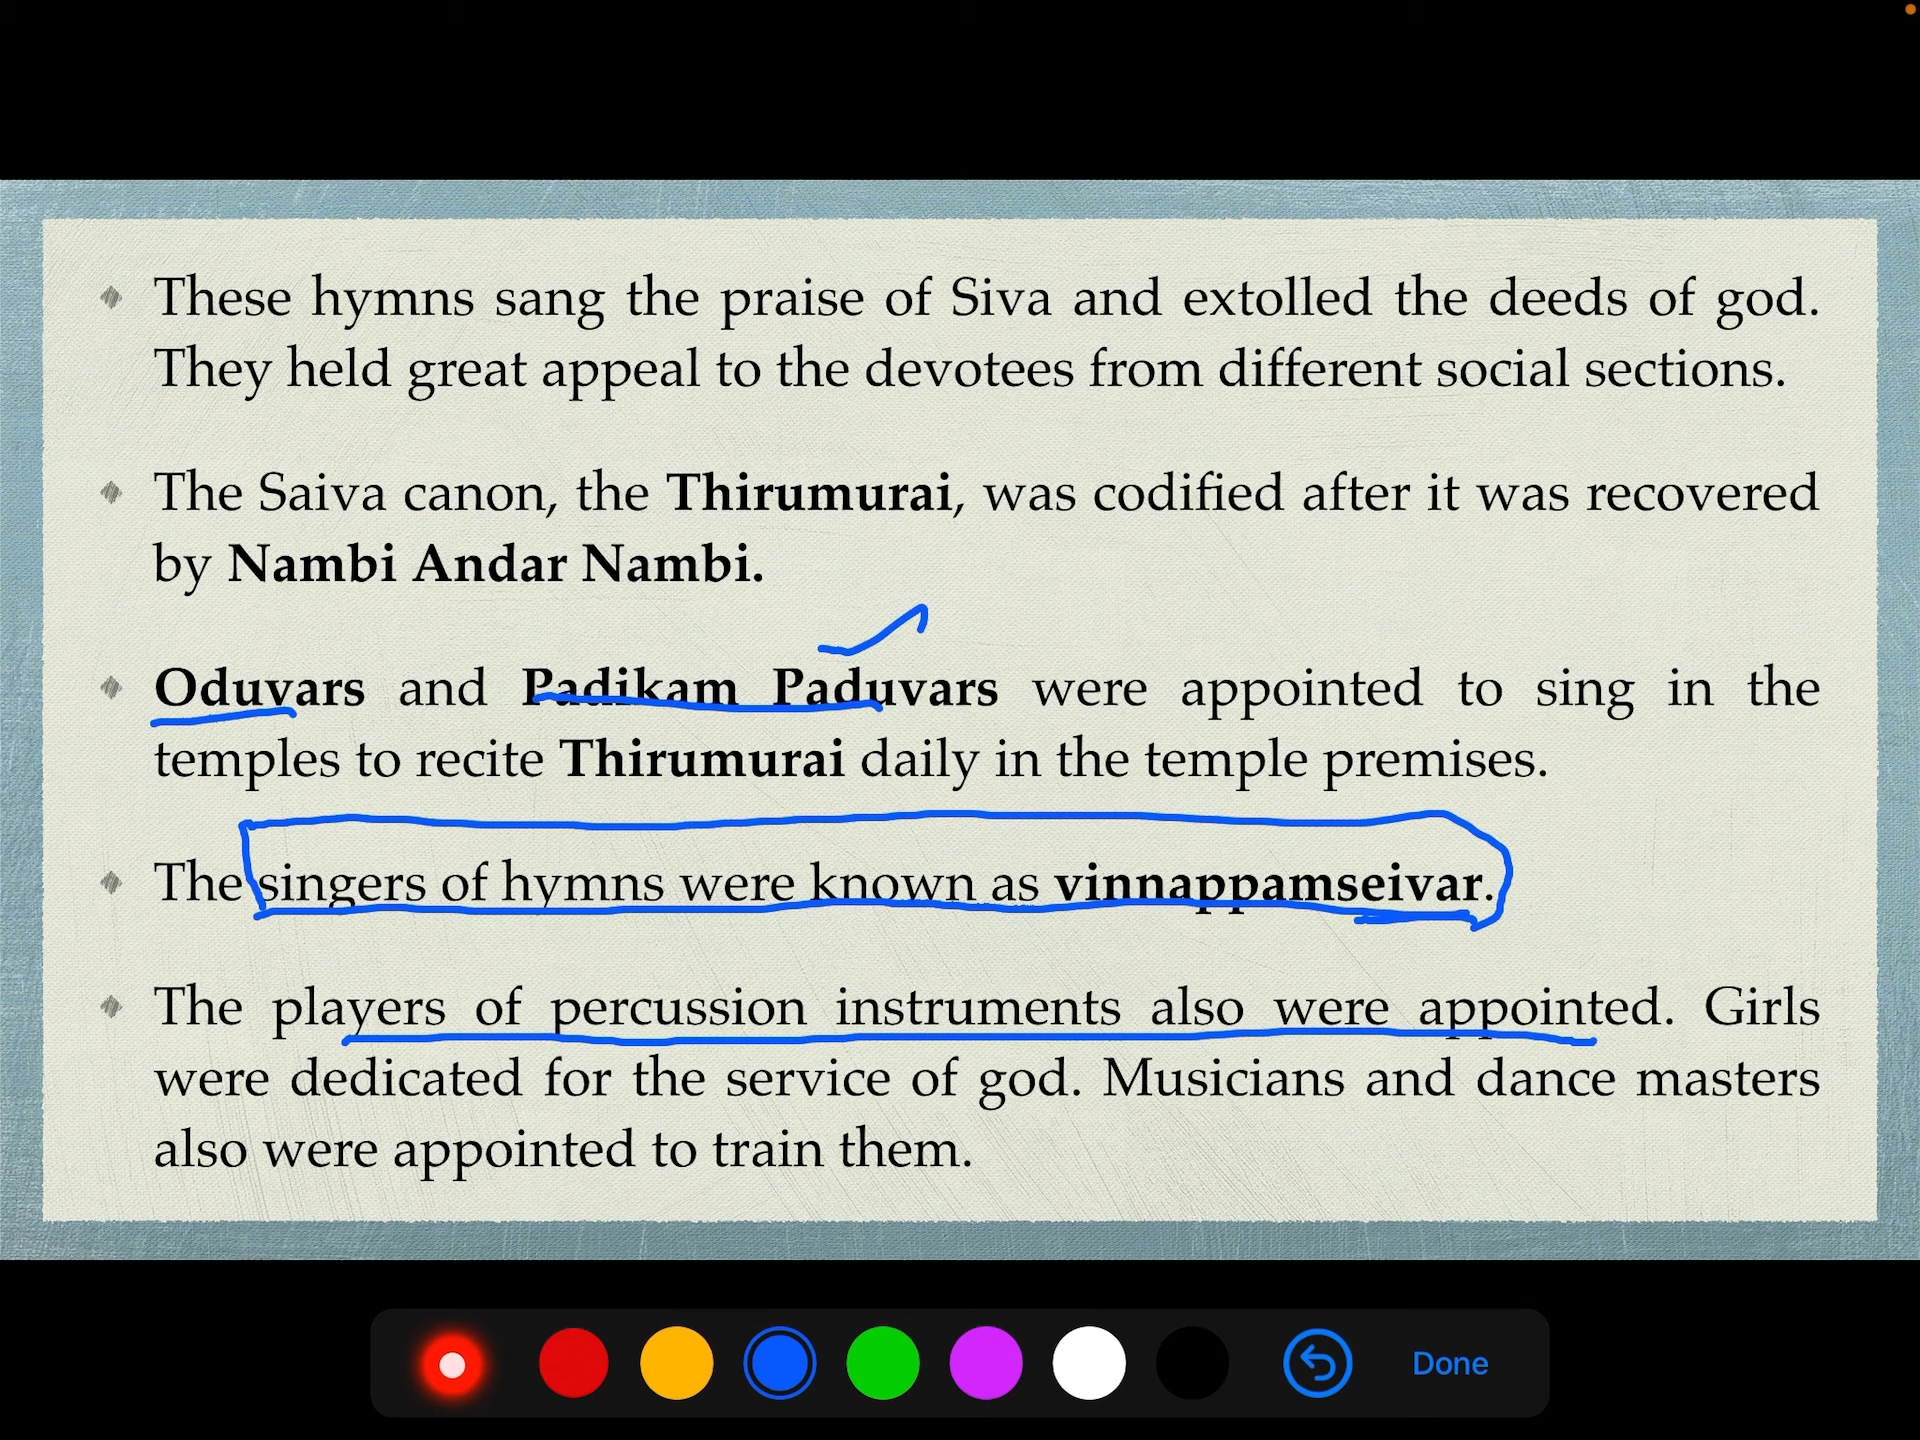 These hymns sang the praise of Siva and extolled the deeds of god.
They held great appeal to the devotees from different social sections.
The Saiva canon, the Thirumurai, was codified after it was recovered
by Nambi Andar Nambi.
Oduvars and Padikam Paduvars were appointed to sing in the
temples to recite Thirumurai daily in the temple premises.
The singers of hymns were known as vinnappamseivar.
The players of percussion instruments also were appointed. Girls
were dedicated for the service of god. Musicians and dance masters
also were appointed to train them.
Done